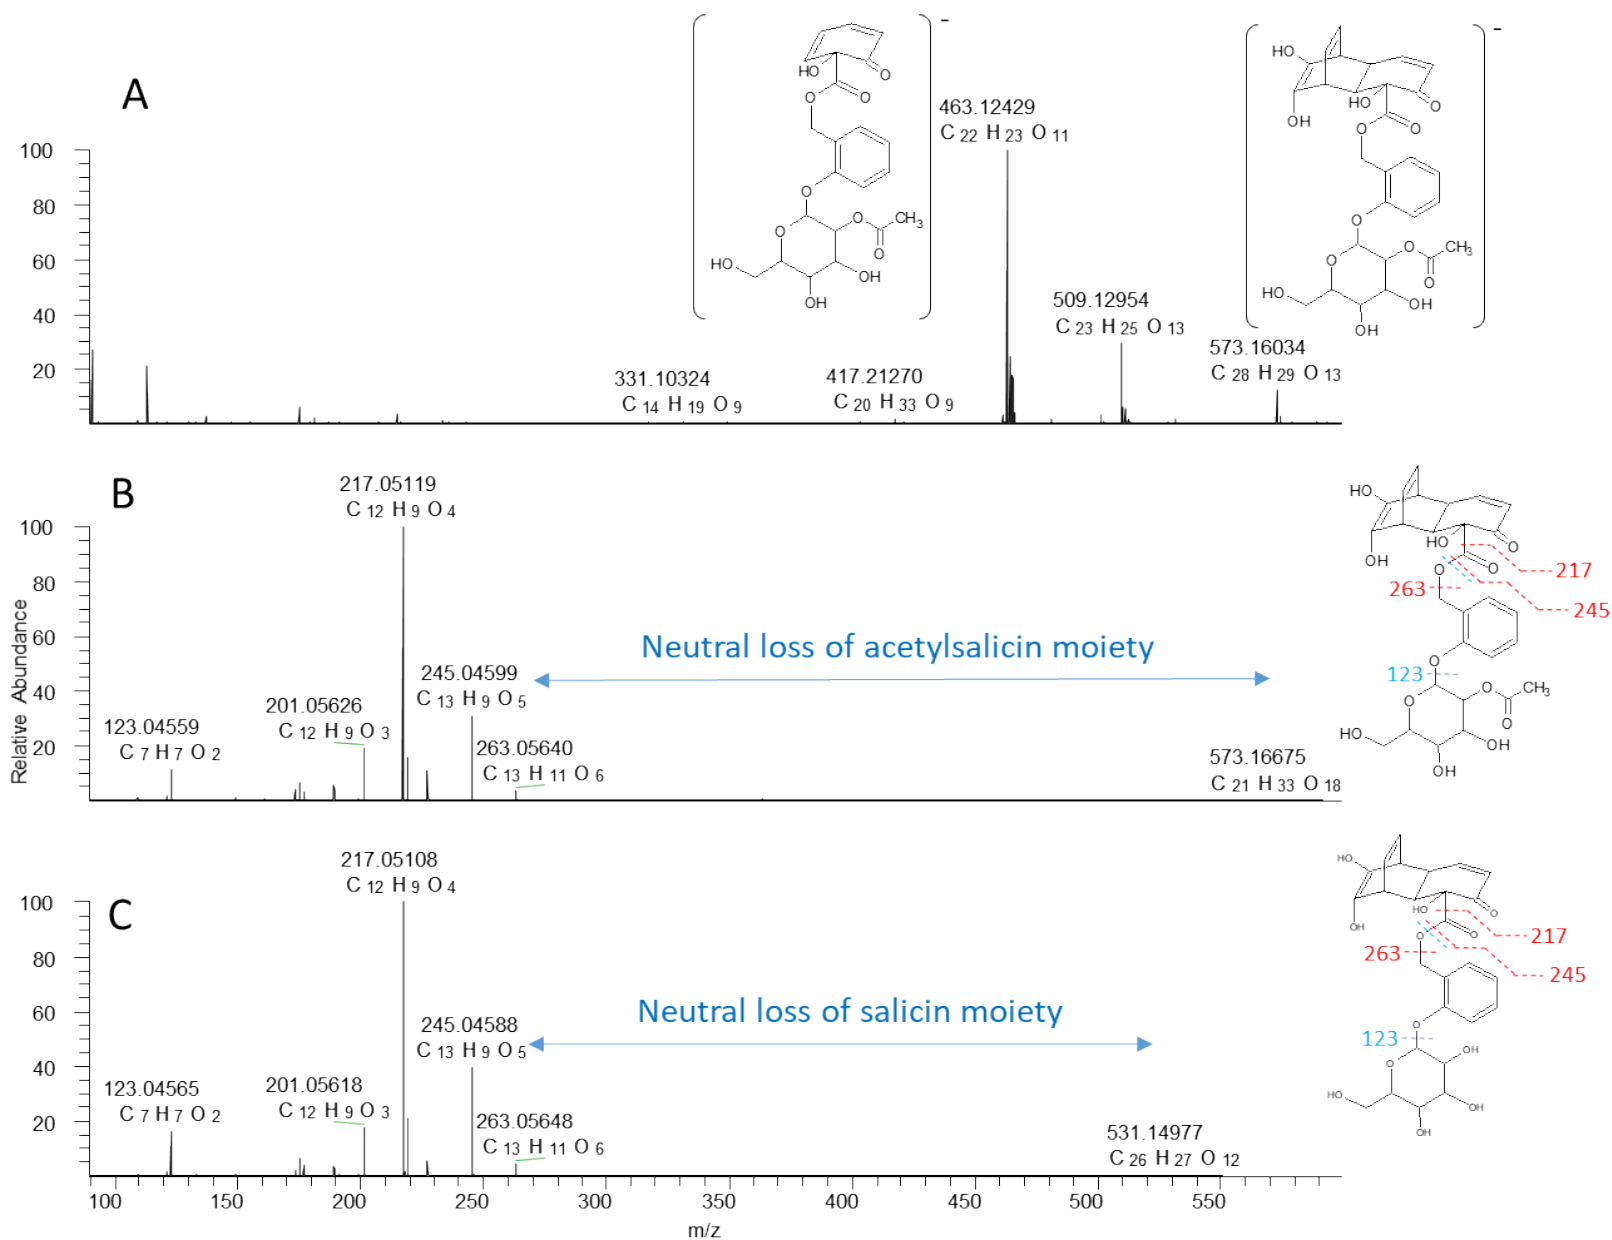 A
463.12429
C 22 H 23 O 11
509.12954
C 23 H 25 O 13
573.16034
C 28 H 29 O 13
331.10324
C 14 H 19 O 9
417.21270
C 20 H 33 O 9
100
80
60
40
20
HO
O
O
O
O
O
O
CH3
O
HO
OH
OH
-
HO
OH
HO
O
O
O
O
O
O
CH3
O
HO
OH
OH
-
B
217.05119
C 12 H 9 O 4
245.04599
C 13 H 9 O 5
201.05626
C 12 H 9 O 3
263.05640
C 13 H 11 O 6
123.04559
C 7 H 7 O 2
573.16675
C 21 H 33 O 18
Neutral loss of acetylsalicin moiety
100
80
60
40
20
Relative Abundance
HO
OH
HO
O
O
O
217
245
263
123
O
O
O
CH3
O
HO
OH
OH
C
217.05108
C 12 H 9 O 4
245.04588
C 13 H 9 O 5
201.05618
C 12 H 9 O 3
263.05648
C 13 H 11 O 6
123.04565
C 7 H 7 O 2
531.14977
C 26 H 27 O 12
Neutral loss of salicin moiety
100
80
60
40
20
HO
OH
HO
O
O
O
217
245
263
123
O
O
OH
HO
OH
OH
100 150 200 250 300 350 400 450 500 550
m/z